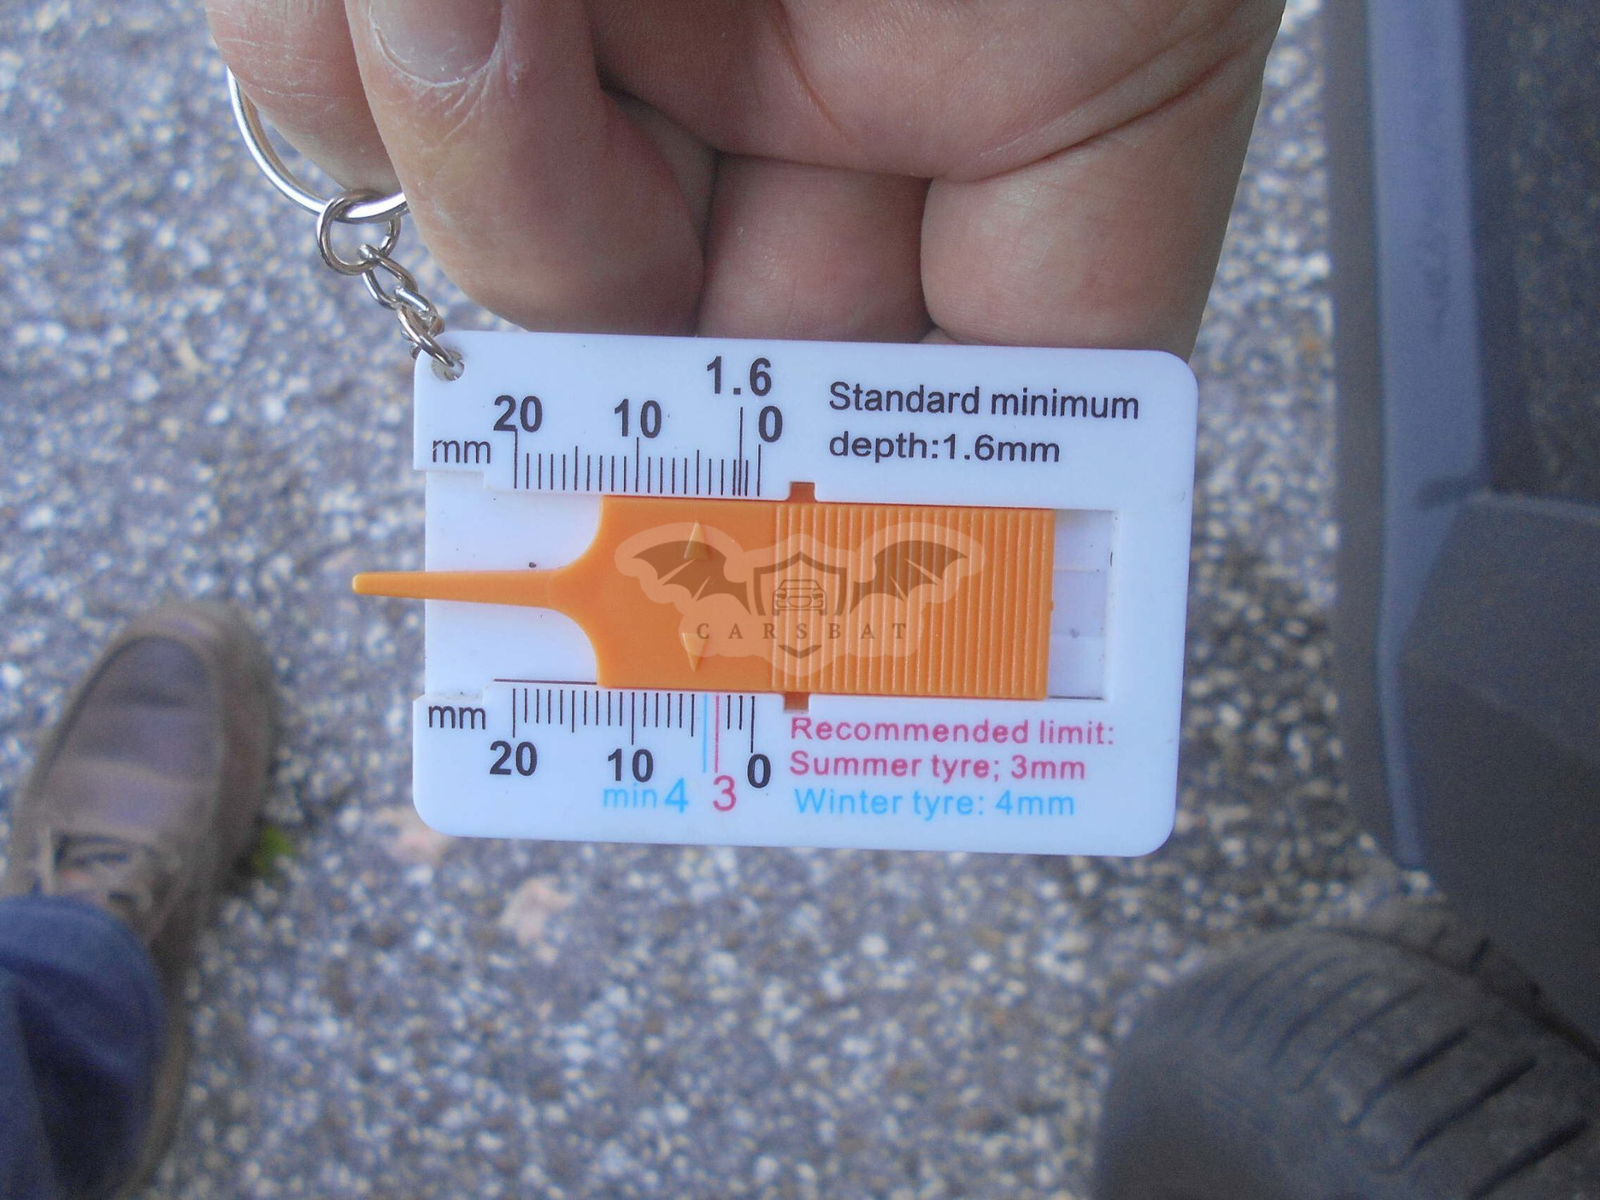 1.6
20 10 0
mm
Standard minimum
depth:1.6mm
CARSBAT
mm
20 10 0
min 4 3
Recommended limit:
Summer tyre; 3mm
Winter tyre: 4mm